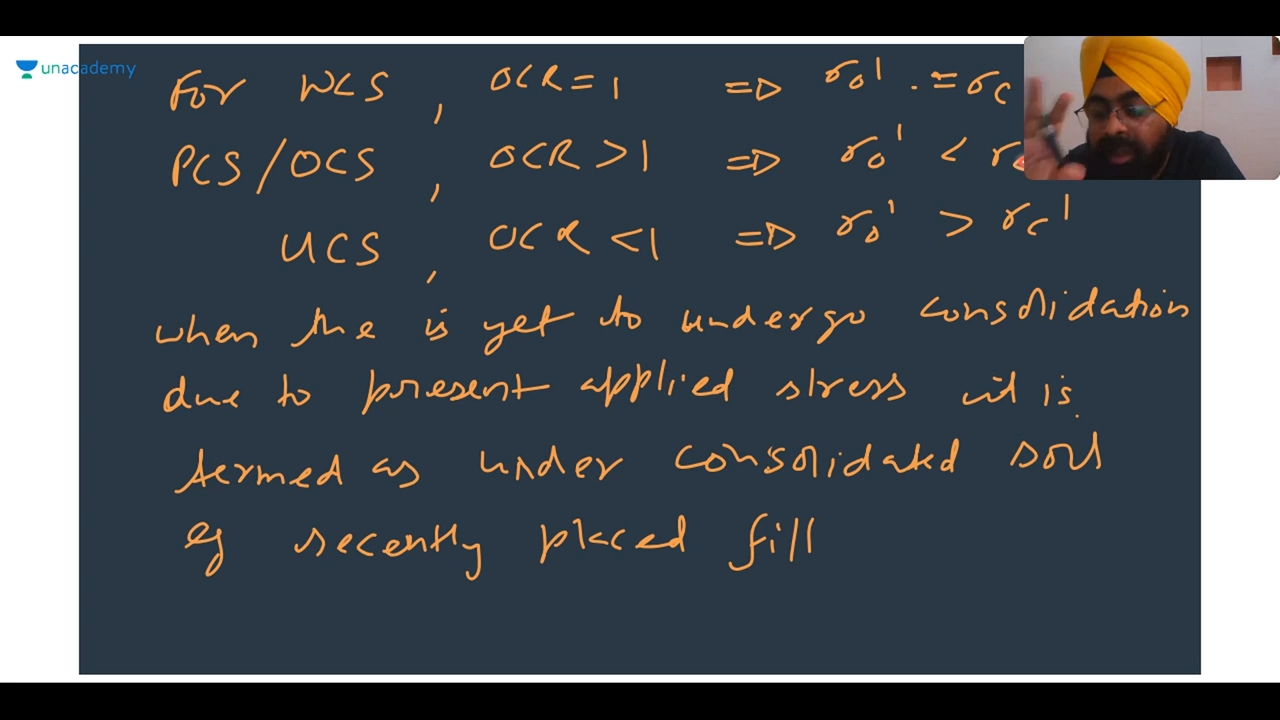 unacademy
For NCS , OCR = 1 => σ0' = σc
PCS/OCS , OCR > 1 => σ0' <
UCS , OCR < 1 => σ0' > σc'
when the is yet to undergo consolidation
due to present applied stress it is
termed as under consolidated soil
eg recently placed fill